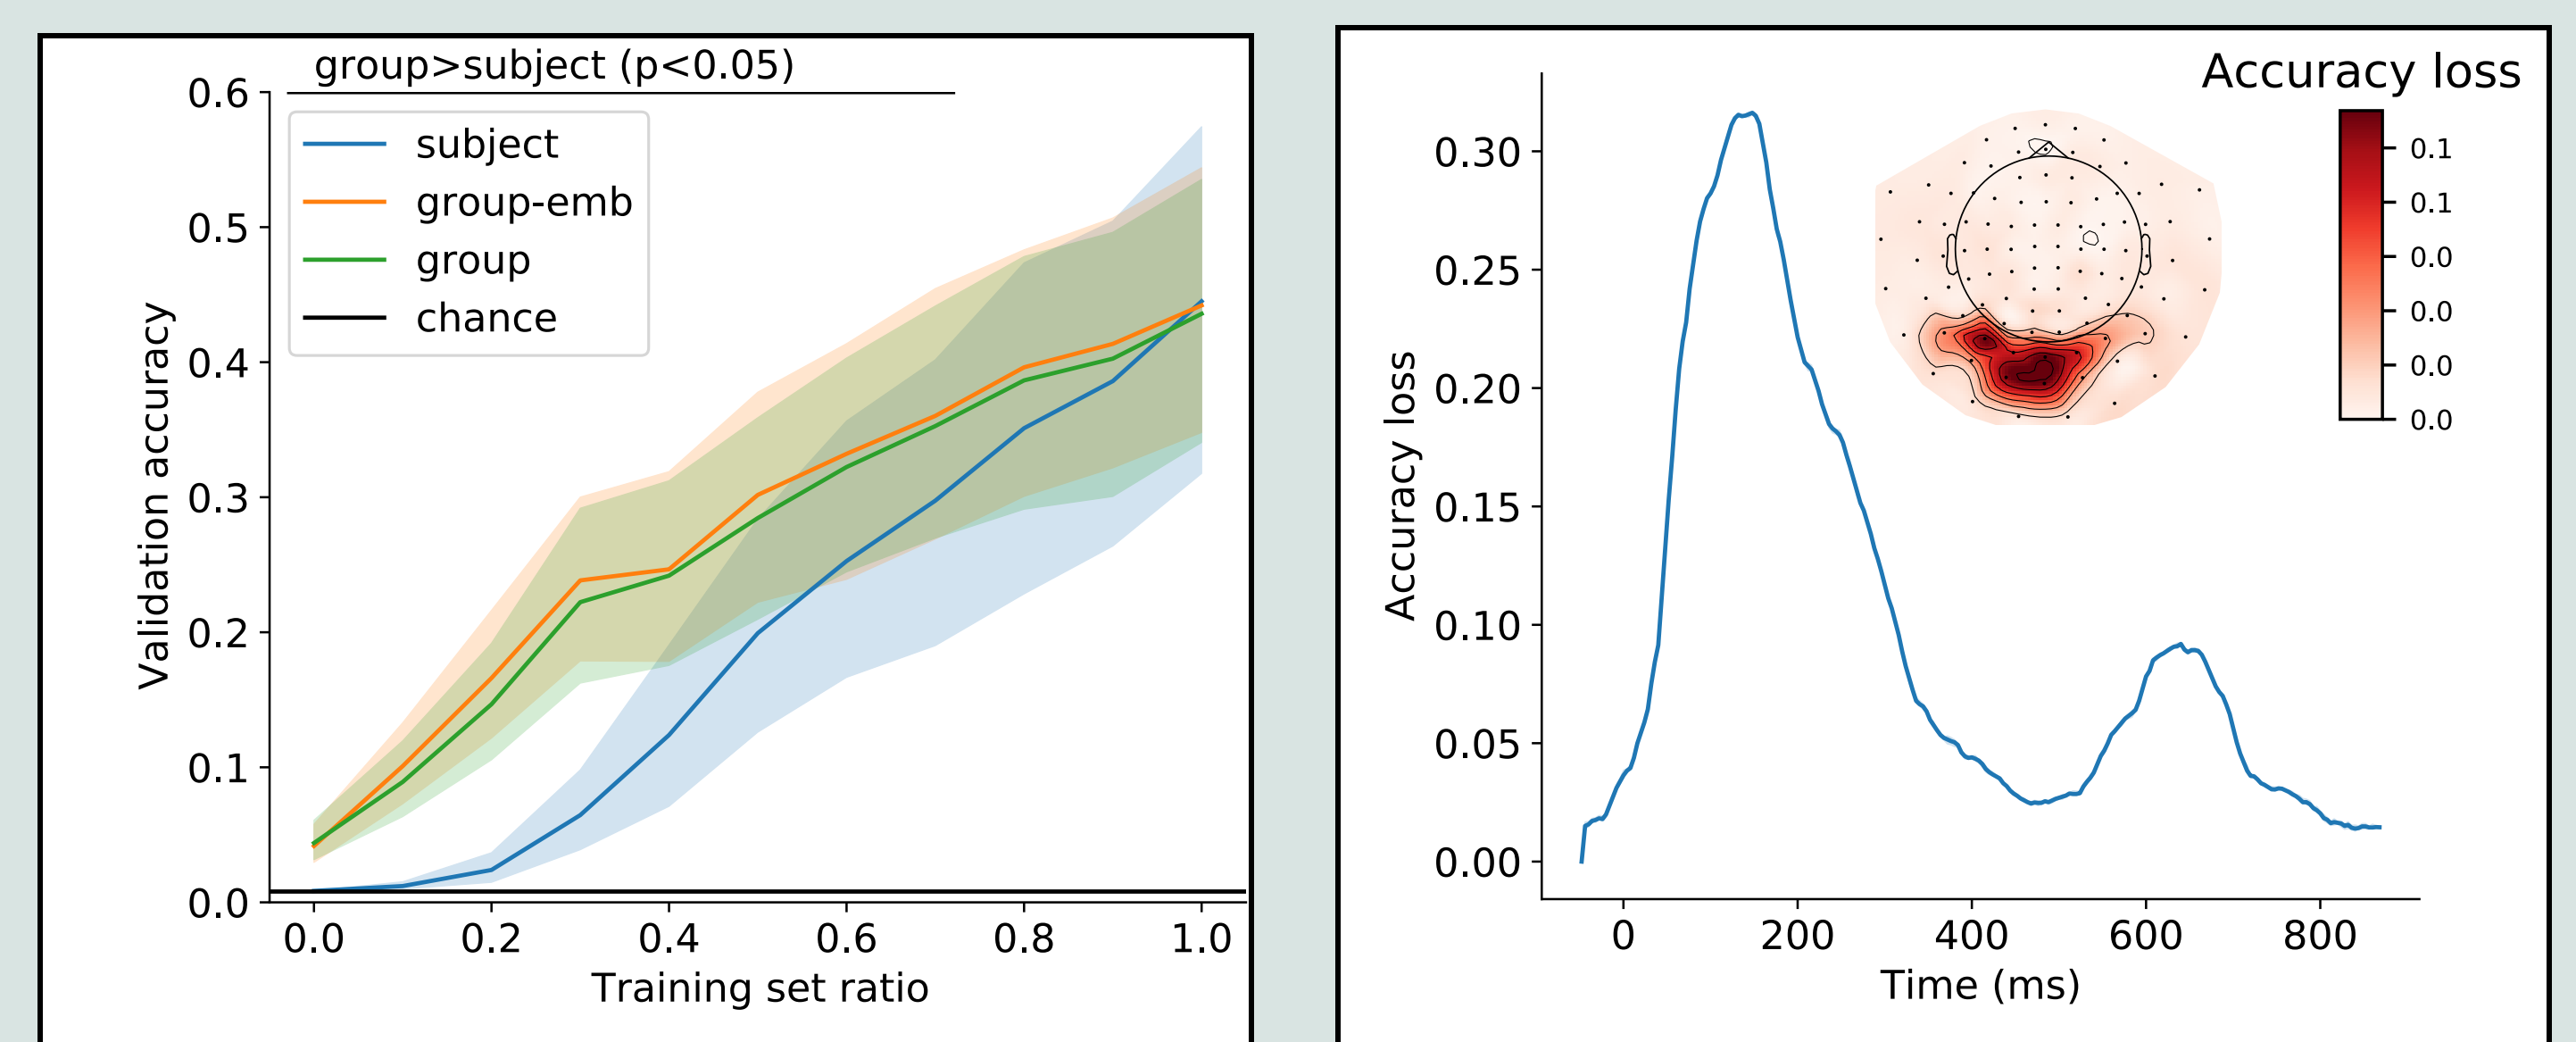 group>subject (p<0.05)
0.6
0.5
0.4
0.3
0.2
0.1
0.0
Validation accuracy
subject
group-emb
group
chance
0.0 0.2 0.4 0.6 0.8 1.0
Training set ratio
Accuracy loss
0.30
0.25
0.20
0.15
0.10
0.05
0.00
Accuracy loss
0.1
0.1
0.0
0.0
0.0
0.0
0 200 400 600 800
Time (ms)